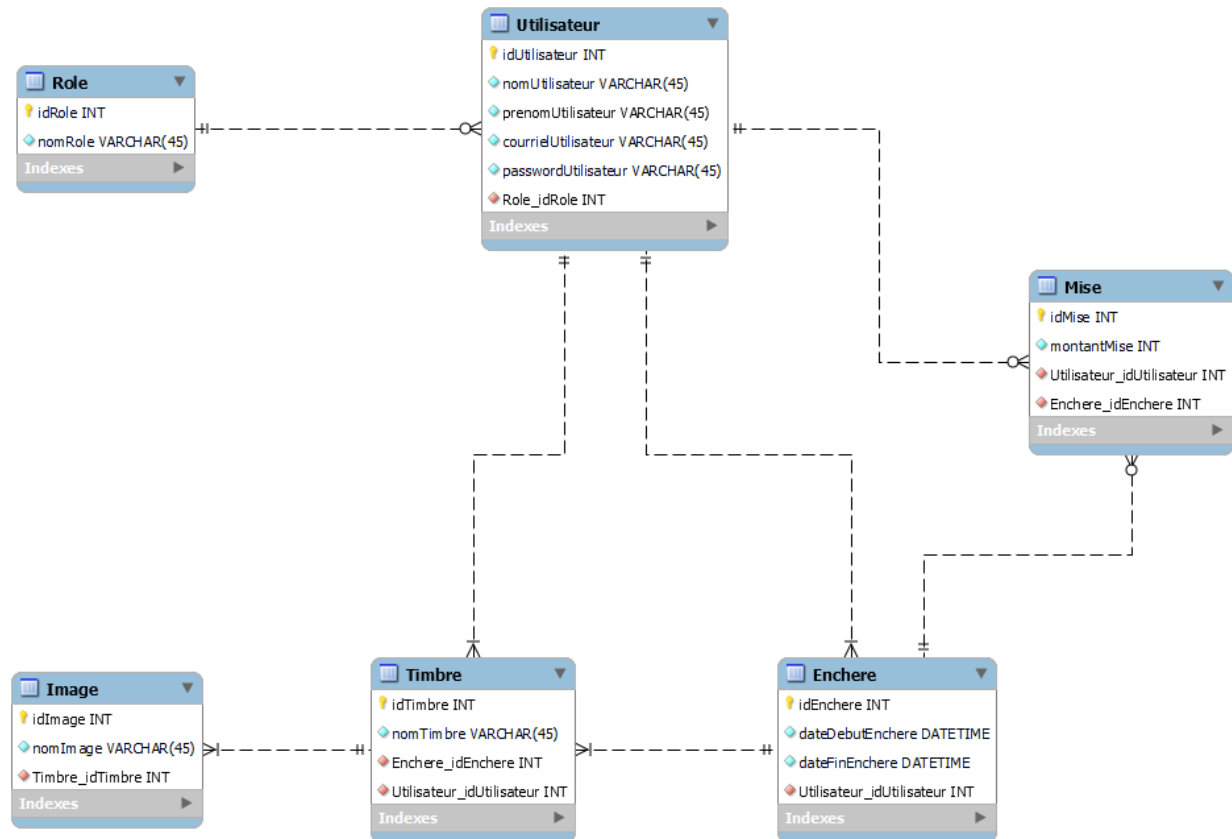 Utilisateur
idUtilisateur INT
nomUtilisateur VARCHAR(45)
prenomUtilisateur VARCHAR(45)
courrielUtilisateur VARCHAR(45)
passwordUtilisateur VARCHAR(45)
Role_idRole INT
Indexes
Role
idRole INT
nomRole VARCHAR(45)
Indexes
Mise
idMise INT
montantMise INT
Utilisateur_idUtilisateur INT
Enchere_idEnchere INT
Indexes
Image
idImage INT
nomImage VARCHAR(45)
Timbre_idTimbre INT
Indexes
Timbre
idTimbre INT
nomTimbre VARCHAR(45)
Enchere_idEnchere INT
Utilisateur_idUtilisateur INT
Indexes
Enchere
idEnchere INT
dateDebutEnchere DATETIME
dateFinEnchere DATETIME
Utilisateur_idUtilisateur INT
Indexes